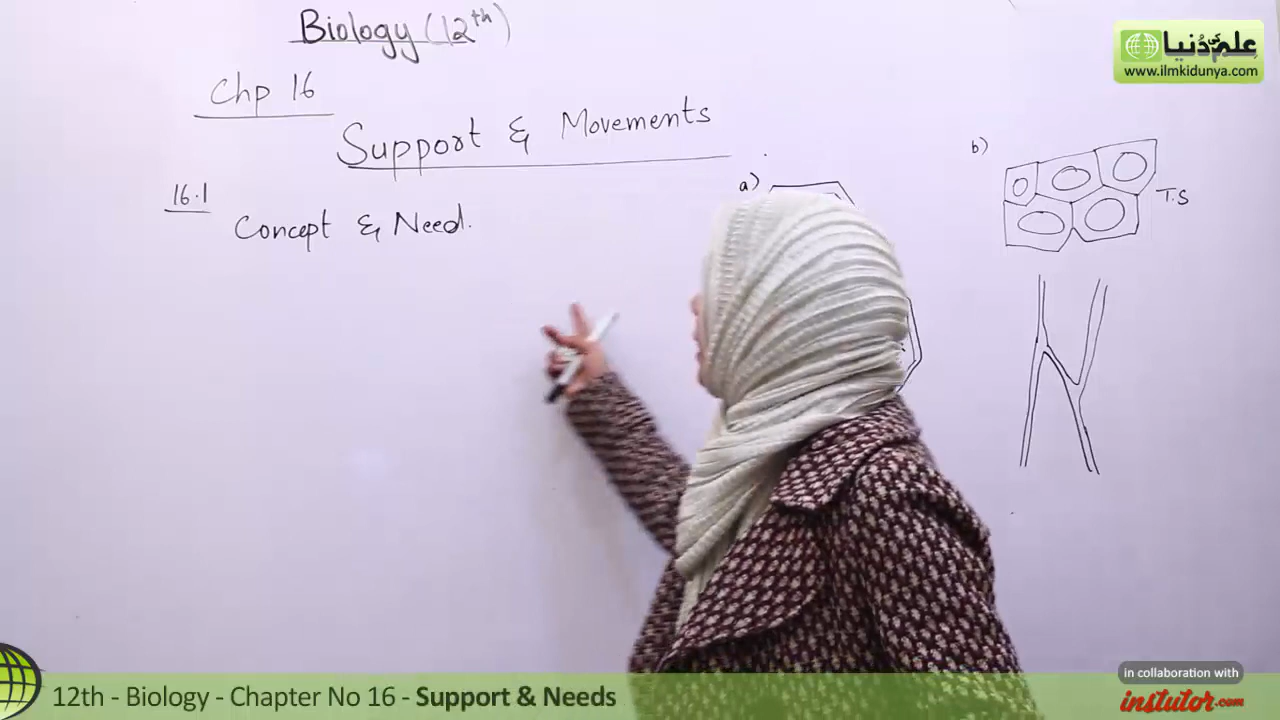 Biology (12th)
علم کی دُنیا
www.ilmkidunya.com
Chp 16
Support & Movements
16.1
Concept & Need.
a)
b)
T.S
in collaboration with
instutor.com
12th - Biology - Chapter No 16 - Support & Needs